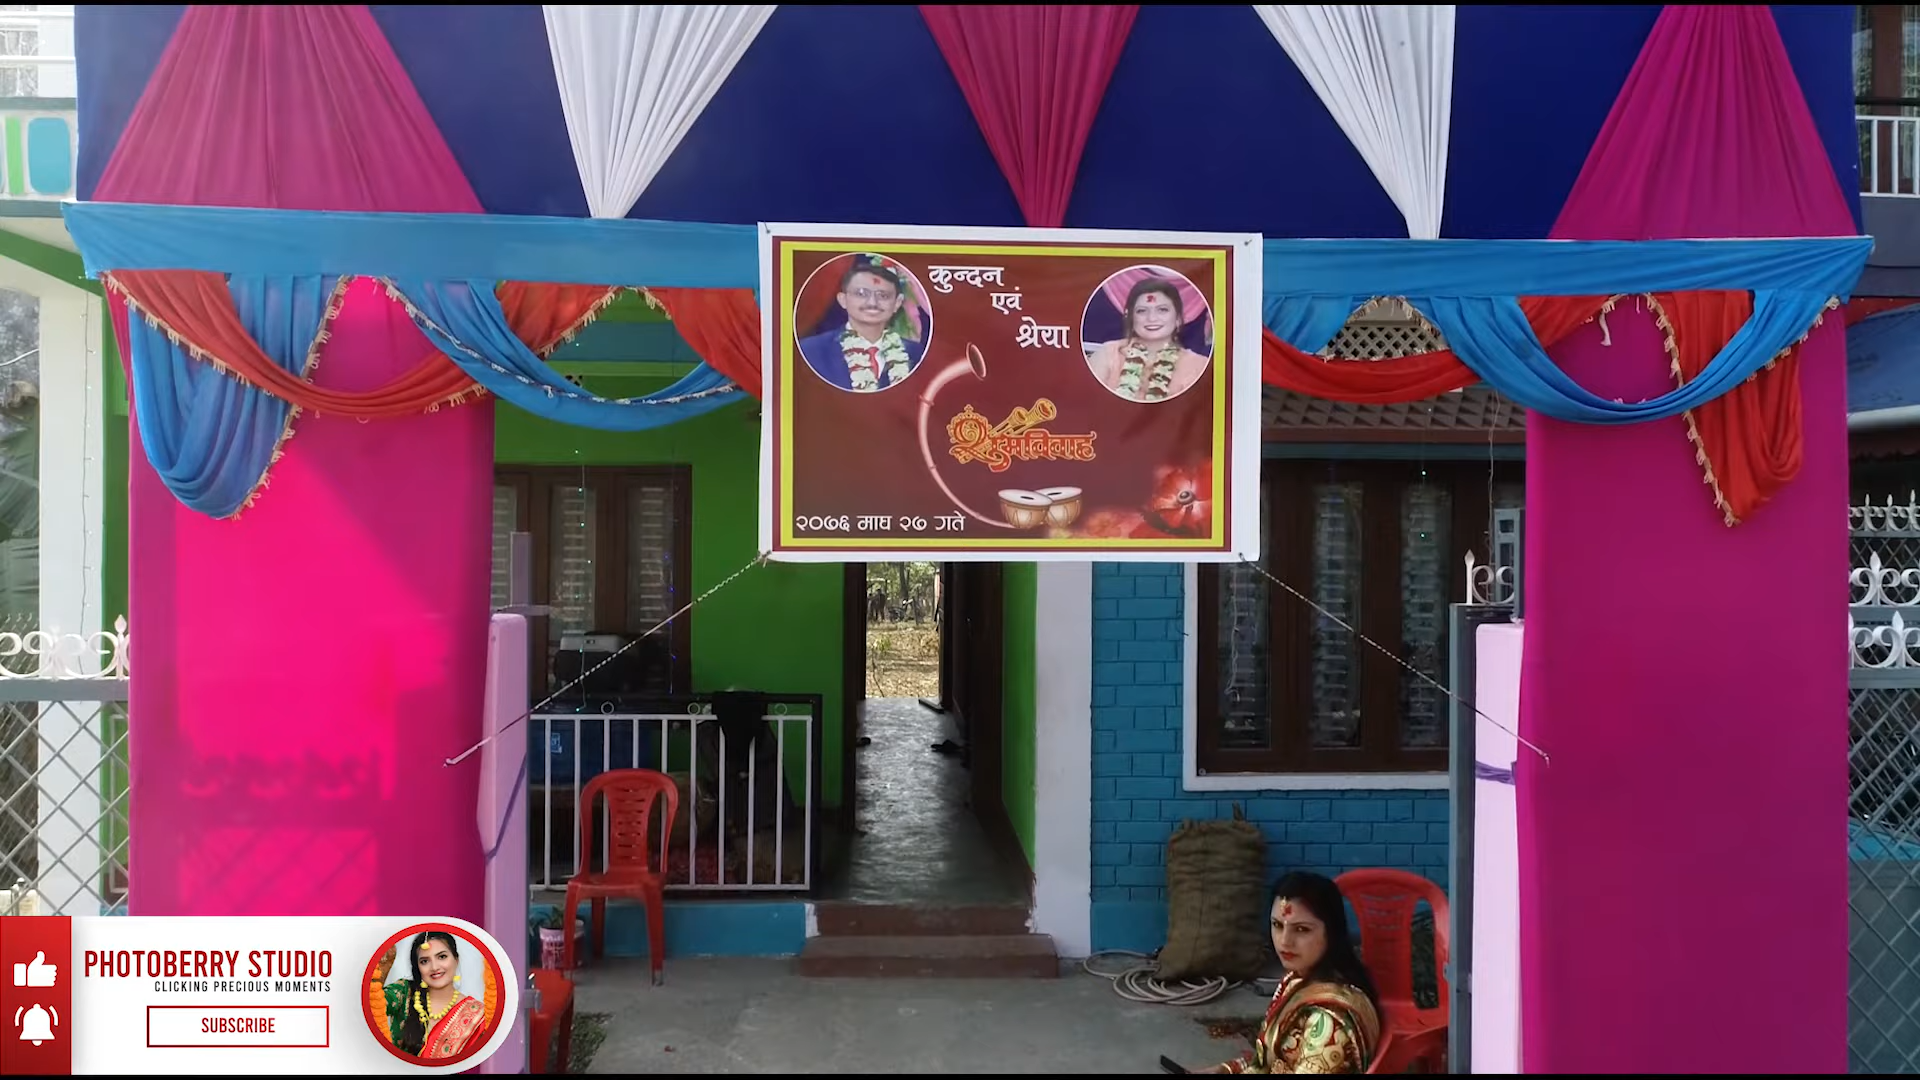 कुन्दन
एवं
श्रेया
शुभविवाह
२०७६ माघ २७ गते
PHOTOBERRY STUDIO
CLICKING PRECIOUS MOMENTS
SUBSCRIBE